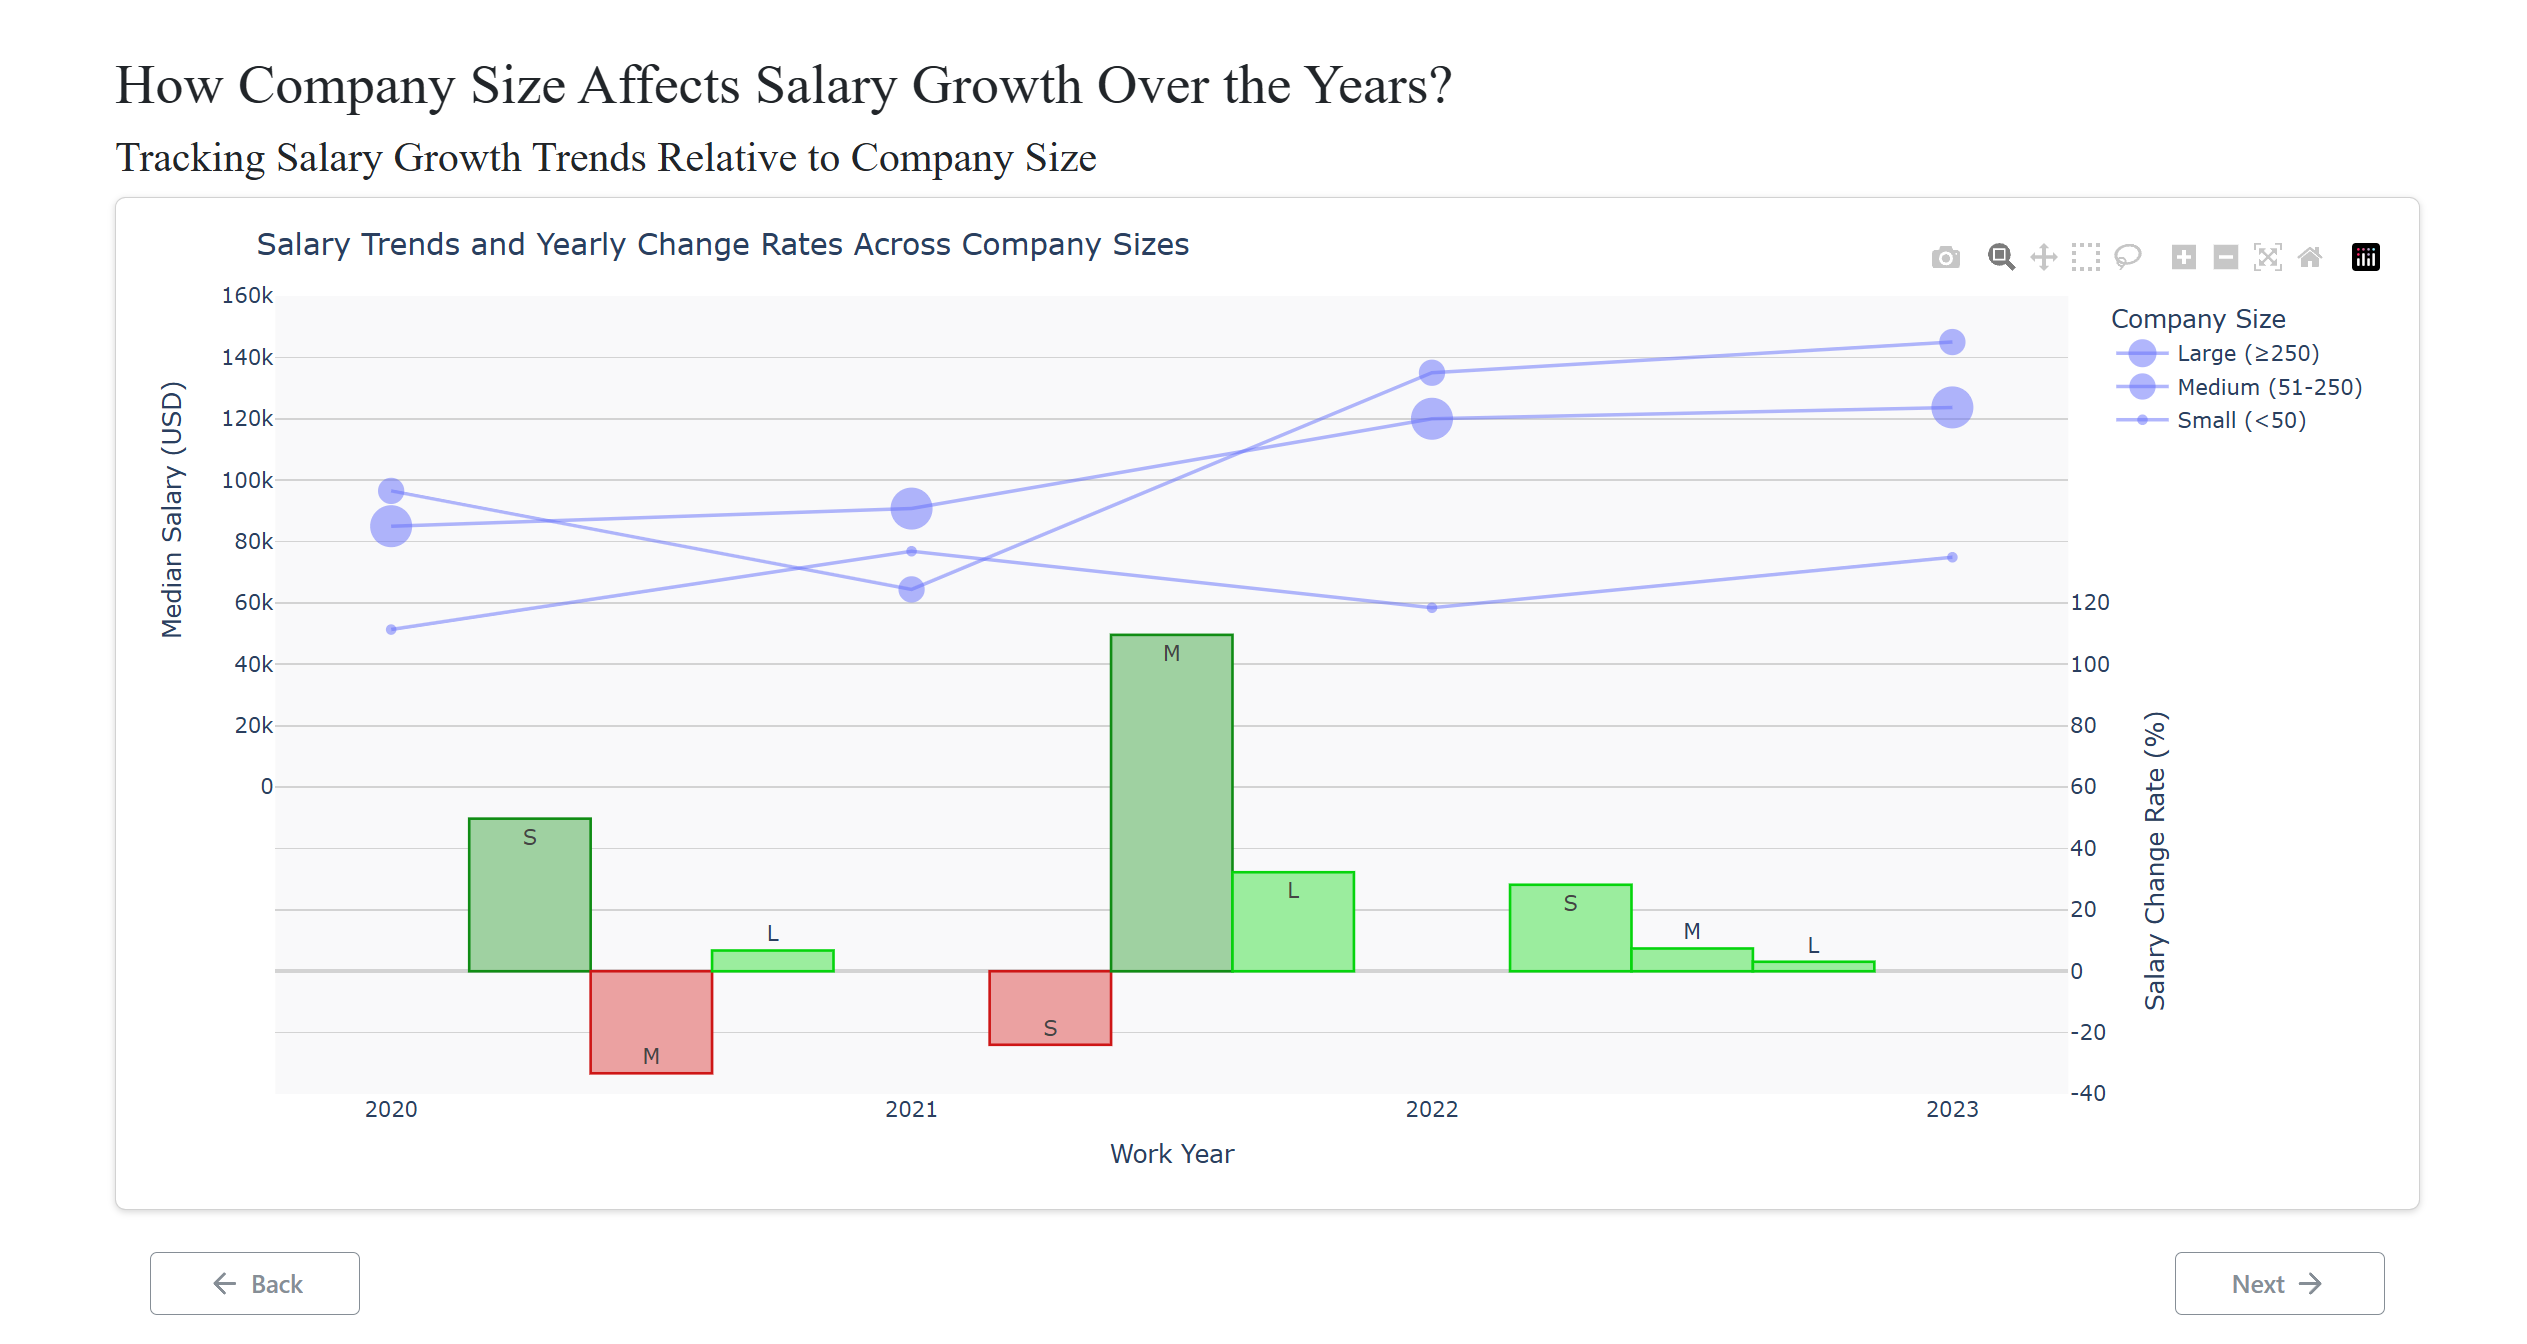 How Company Size Affects Salary Growth Over the Years?
Tracking Salary Growth Trends Relative to Company Size
Salary Trends and Yearly Change Rates Across Company Sizes
160k
140k
120k
100k
80k
60k
40k
20k
0
Median Salary (USD)
Company Size
Large (≥250)
Medium (51-250)
Small (<50)
120
100
80
60
40
20
0
-20
-40
Salary Change Rate (%)
S
M
L
S
M
L
S
M
L
2020
2021
2022
2023
Work Year
Back
Next